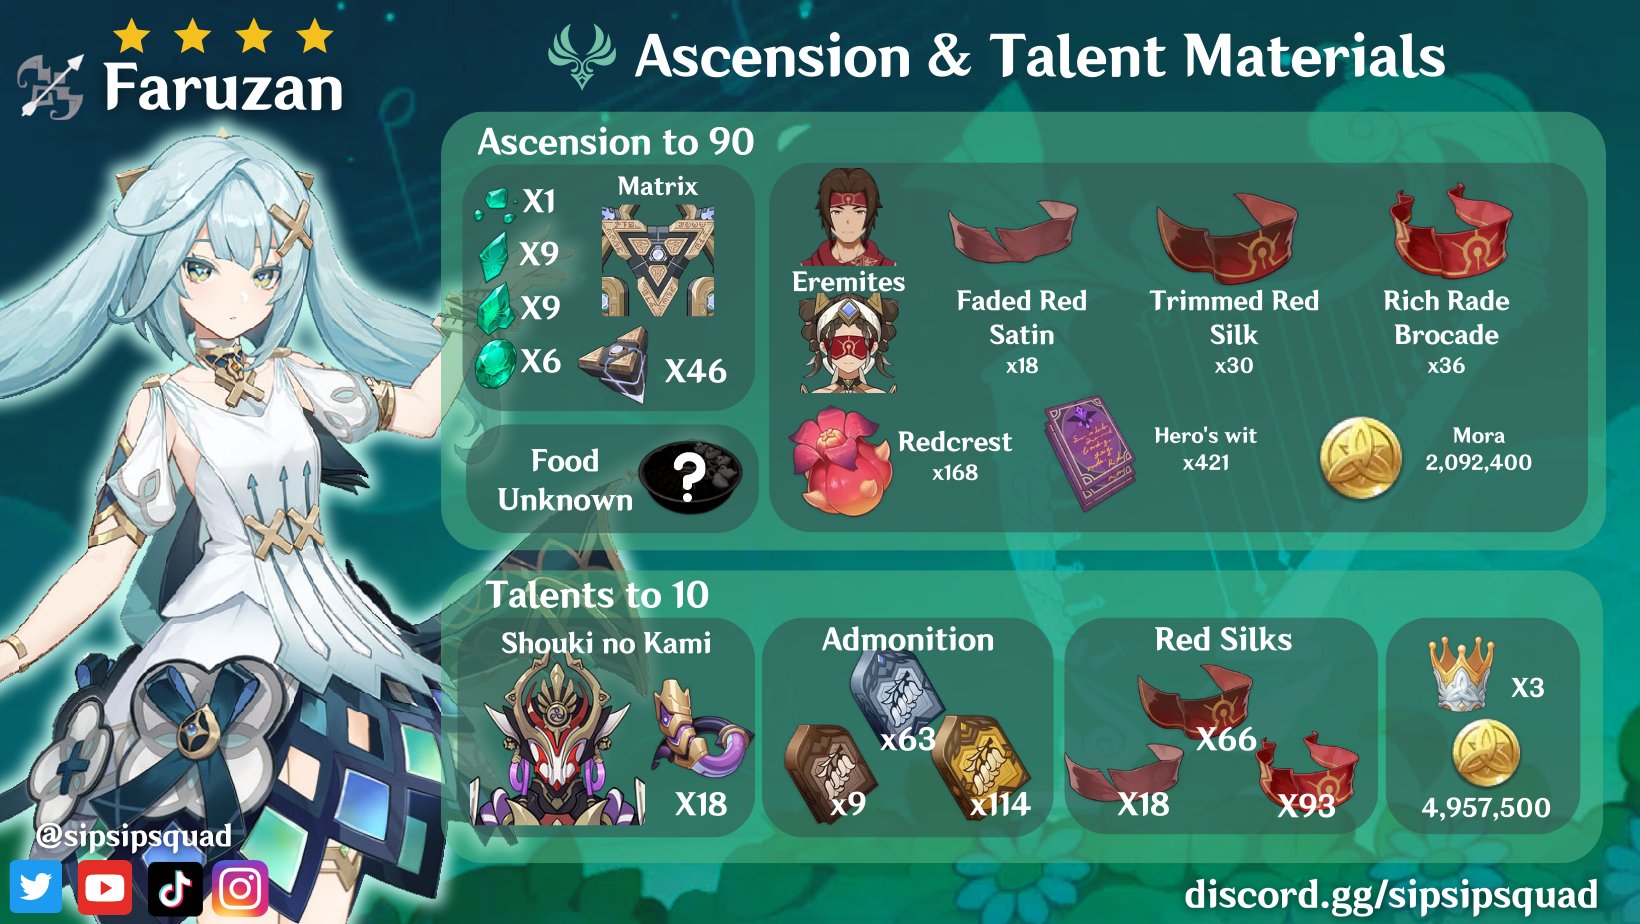 Faruzan
Ascension & Talent Materials
Ascension to 90
X1
X9
X9
X6
Matrix
X46
Food
Unknown
?
Eremites
Faded Red
Satin
x18
Trimmed Red
Silk
x30
Rich Rade
Brocade
x36
Redcrest
x168
Hero's wit
x421
Mora
2,092,400
Talents to 10
Shouki no Kami
X18
Admonition
x63
x9
x114
Red Silks
X66
X18
X93
X3
4,957,500
@sipsipsquad
discord.gg/sipsipsquad